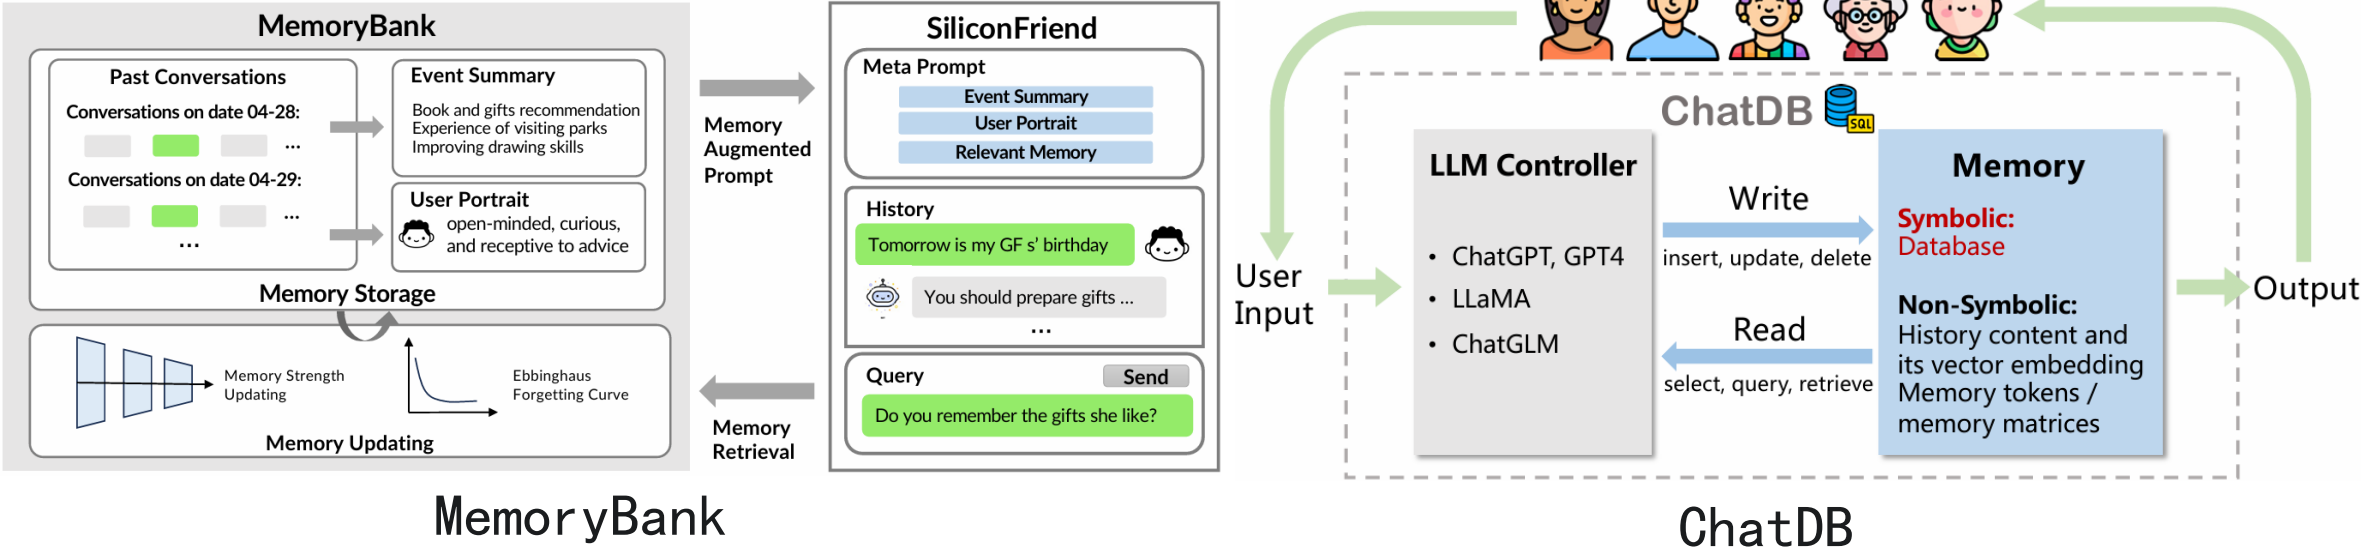 MemoryBank
Past Conversations
Conversations on date 04-28:
...
Conversations on date 04-29:
...
...
Event Summary
Book and gifts recommendation
Experience of visiting parks
Improving drawing skills
User Portrait
open-minded, curious,
and receptive to advice
Memory Storage
Memory Strength
Updating
Ebbinghaus
Forgetting Curve
Memory Updating
Memory
Augmented
Prompt
Memory
Retrieval
SiliconFriend
Meta Prompt
Event Summary
User Portrait
Relevant Memory
History
Tomorrow is my GF s’ birthday
You should prepare gifts ...
...
Query
Send
Do you remember the gifts she like?
MemoryBank
ChatDB
SQL
User
Input
LLM Controller
• ChatGPT, GPT4
• LLaMA
• ChatGLM
Write
insert, update, delete
Read
select, query, retrieve
Memory
Symbolic:
Database
Non-Symbolic:
History content and
its vector embedding
Memory tokens /
memory matrices
Output
ChatDB